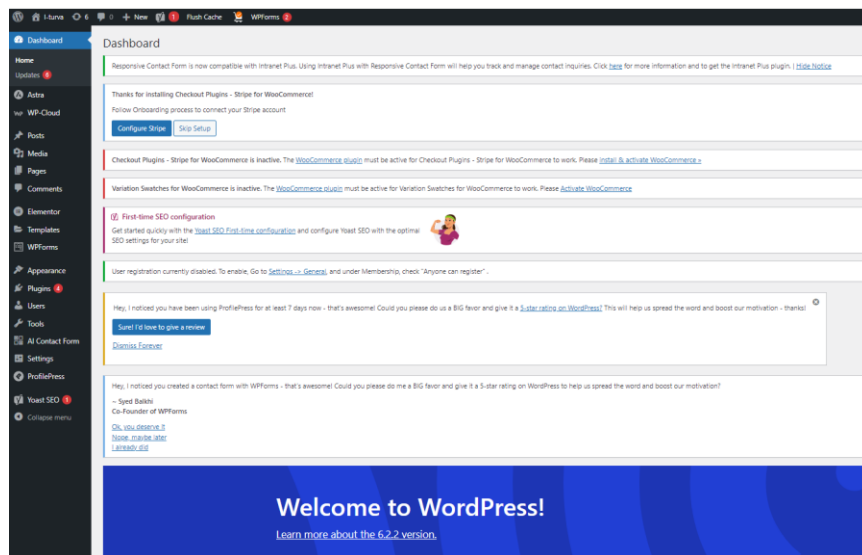 i-turva 6 0 + New 1 Flush Cache WPForms 2
Dashboard
Home
Updates 6
Astra
WP-Cloud
Posts
Media
Pages
Comments
Elementor
Templates
WPForms
Appearance
Plugins 4
Users
Tools
AI Contact Form
Settings
ProfilePress
Yoast SEO 1
Collapse menu
Dashboard
Responsive Contact Form is now compatible with Intranet Plus. Using Intranet Plus with Responsive Contact Form will help you track and manage contact inquiries. Click here for more information and to get the Intranet Plus plugin. | Hide Notice
Thanks for installing Checkout Plugins - Stripe for WooCommerce!
Follow Onboarding process to connect your Stripe account
Configure Stripe Skip Setup
Checkout Plugins - Stripe for WooCommerce is inactive. The WooCommerce plugin must be active for Checkout Plugins - Stripe for WooCommerce to work. Please install & activate WooCommerce »
Variation Swatches for WooCommerce is inactive. The WooCommerce plugin must be active for Variation Swatches for WooCommerce to work. Please Activate WooCommerce
First-time SEO configuration
Get started quickly with the Yoast SEO First-time configuration and configure Yoast SEO with the optimal
SEO settings for your site!
User registration currently disabled. To enable, Go to Settings -> General, and under Membership, check "Anyone can register" .
Hey, I noticed you have been using ProfilePress for at least 7 days now - that's awesome! Could you please do us a BIG favor and give it a 5-star rating on WordPress? This will help us spread the word and boost our motivation - thanks!
Sure! I'd love to give a review
Dismiss Forever
Hey, I noticed you created a contact form with WPForms - that's awesome! Could you please do me a BIG favor and give it a 5-star rating on WordPress to help us spread the word and boost our motivation?
~ Syed Balkhi
Co-Founder of WPForms
Ok, you deserve it
Nope, maybe later
I already did
Welcome to WordPress!
Learn more about the 6.2.2 version.